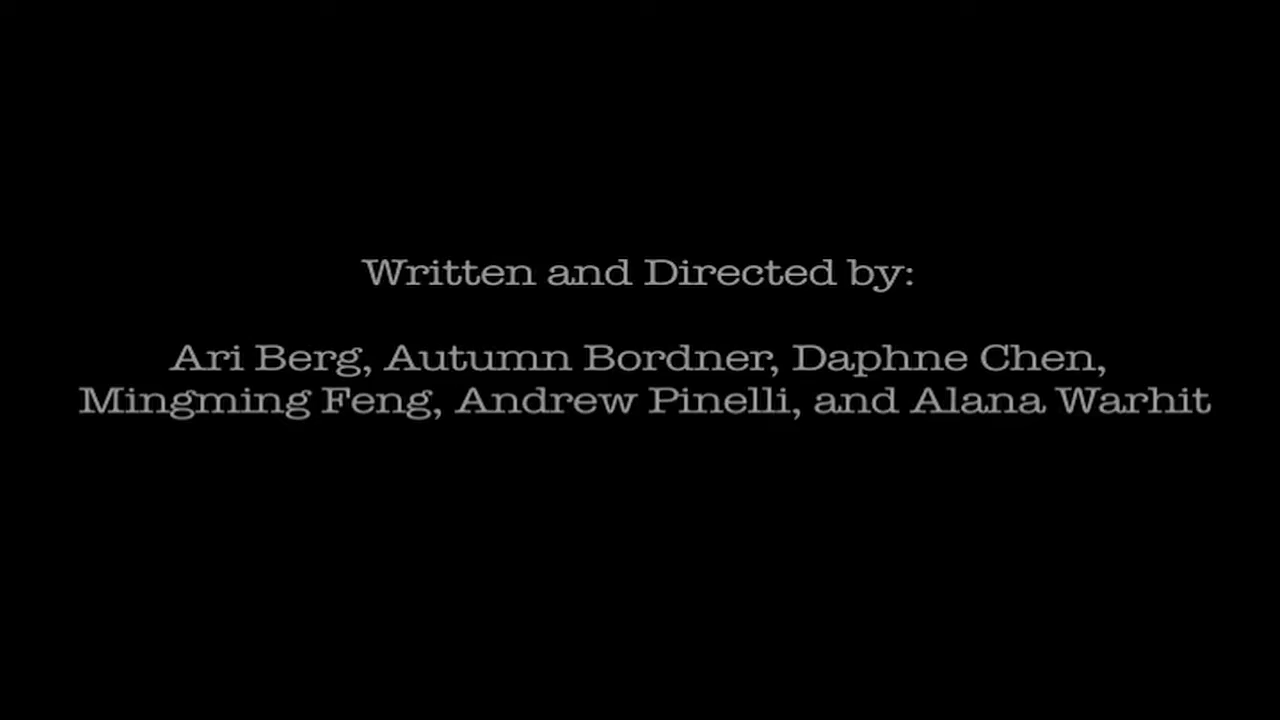 Written and Directed by:
Ari Berg, Autumn Bordner, Daphne Chen,
Mingming Feng, Andrew Pinelli, and Alana Warhit